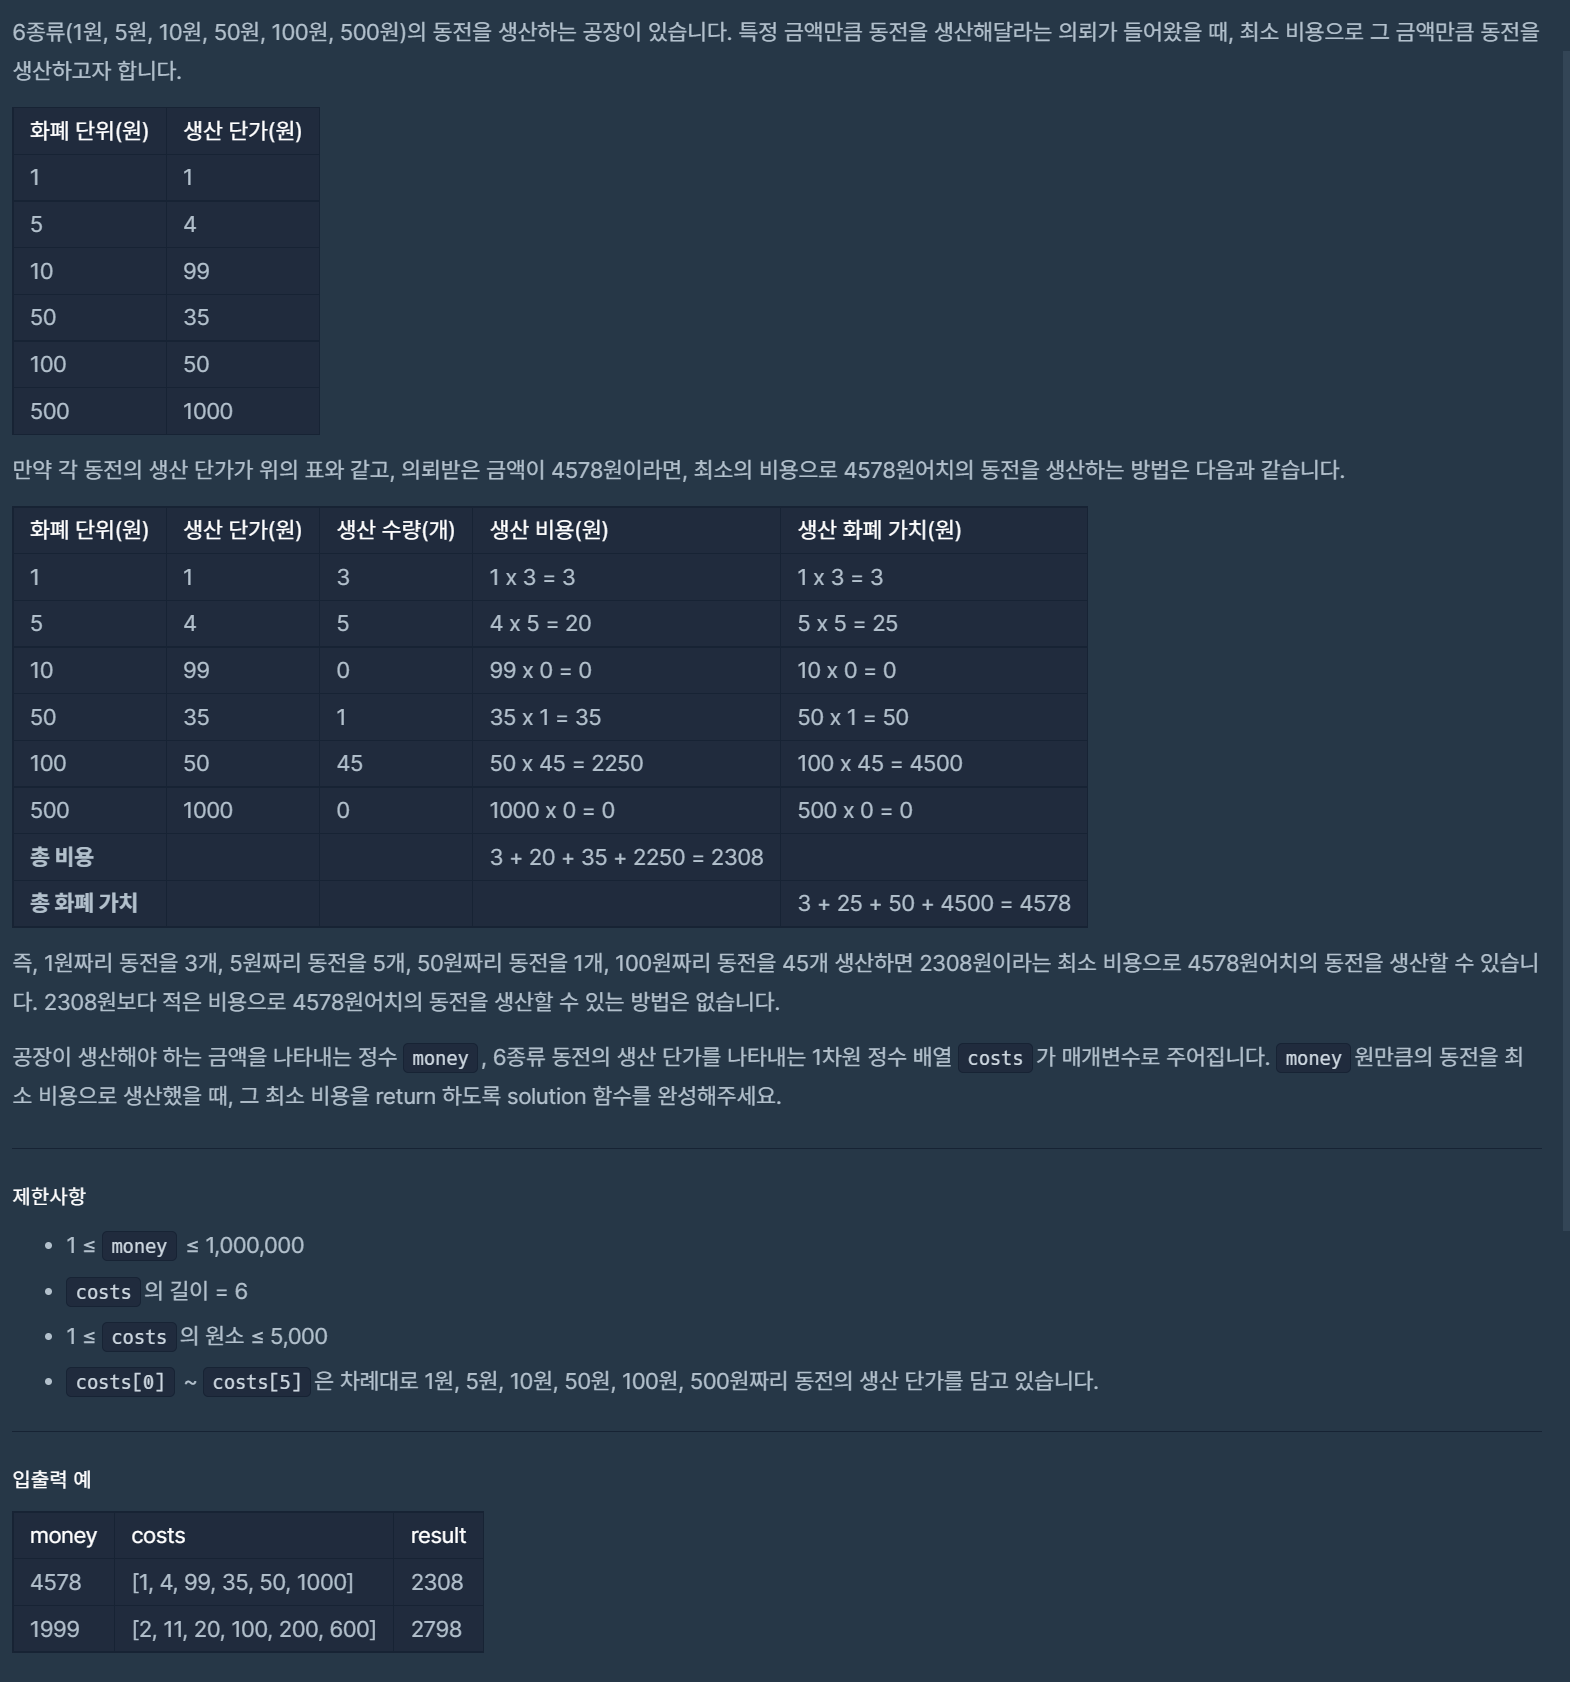 6종류(1원, 5원, 10원, 50원, 100원, 500원)의 동전을 생산하는 공장이 있습니다. 특정 금액만큼 동전을 생산해달라는 의뢰가 들어왔을 때, 최소 비용으로 그 금액만큼 동전을
생산하고자 합니다.
화폐 단위(원) 생산 단가(원)
1 1
5 4
10 99
50 35
100 50
500 1000
만약 각 동전의 생산 단가가 위의 표와 같고, 의뢰받은 금액이 4578원이라면, 최소의 비용으로 4578원어치의 동전을 생산하는 방법은 다음과 같습니다.
화폐 단위(원) 생산 단가(원) 생산 수량(개) 생산 비용(원) 생산 화폐 가치(원)
1 1 3 1 x 3 = 3 1 x 3 = 3
5 4 5 4 x 5 = 20 5 x 5 = 25
10 99 0 99 x 0 = 0 10 x 0 = 0
50 35 1 35 x 1 = 35 50 x 1 = 50
100 50 45 50 x 45 = 2250 100 x 45 = 4500
500 1000 0 1000 x 0 = 0 500 x 0 = 0
총 비용 3 + 20 + 35 + 2250 = 2308
총 화폐 가치 3 + 25 + 50 + 4500 = 4578
즉, 1원짜리 동전을 3개, 5원짜리 동전을 5개, 50원짜리 동전을 1개, 100원짜리 동전을 45개 생산하면 2308원이라는 최소 비용으로 4578원어치의 동전을 생산할 수 있습니
다. 2308원보다 적은 비용으로 4578원어치의 동전을 생산할 수 있는 방법은 없습니다.
공장이 생산해야 하는 금액을 나타내는 정수 money, 6종류 동전의 생산 단가를 나타내는 1차원 정수 배열 costs가 매개변수로 주어집니다. money원만큼의 동전을 최
소 비용으로 생산했을 때, 그 최소 비용을 return 하도록 solution 함수를 완성해주세요.
제한사항
• 1 ≤ money ≤ 1,000,000
• costs의 길이 = 6
• 1 ≤ costs의 원소 ≤ 5,000
• costs[0] ~ costs[5]은 차례대로 1원, 5원, 10원, 50원, 100원, 500원짜리 동전의 생산 단가를 담고 있습니다.
입출력 예
money costs result
4578 [1, 4, 99, 35, 50, 1000] 2308
1999 [2, 11, 20, 100, 200, 600] 2798